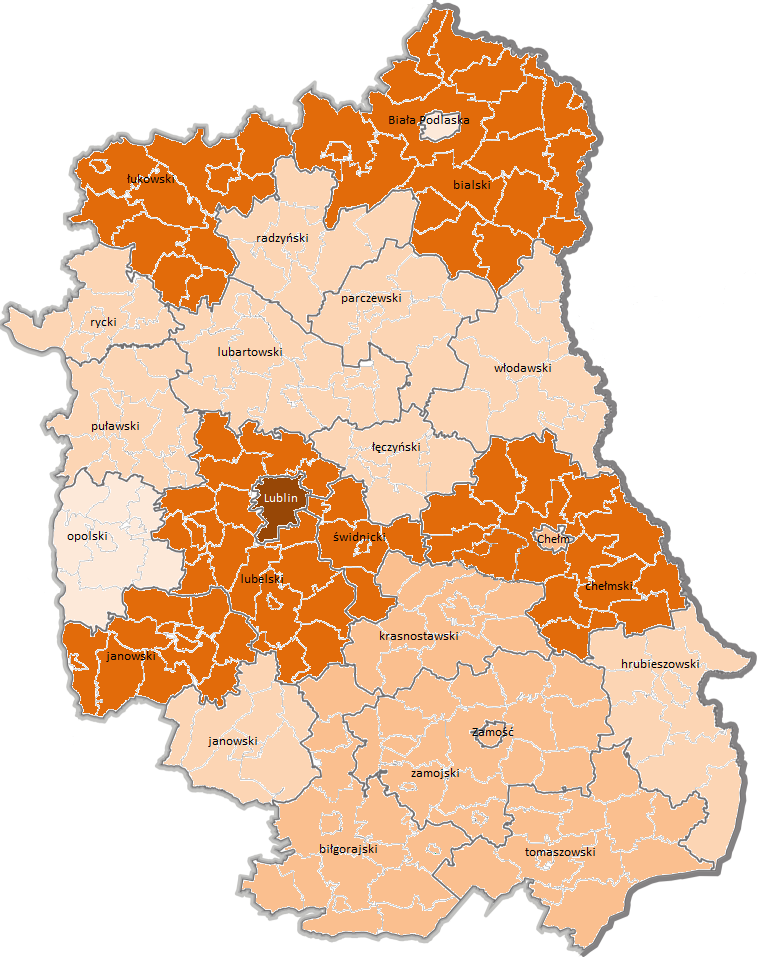 Biała Podlaska
łukowski
bialski
radzyński
parczewski
rycki
lubartowski
włodawski
puławski
łęczyński
Lublin
opolski
świdnicki
Chełm
lubelski
chełmski
krasnostawski
janowski
hrubieszowski
Zamość
janowski
zamojski
biłgorajski
tomaszowski